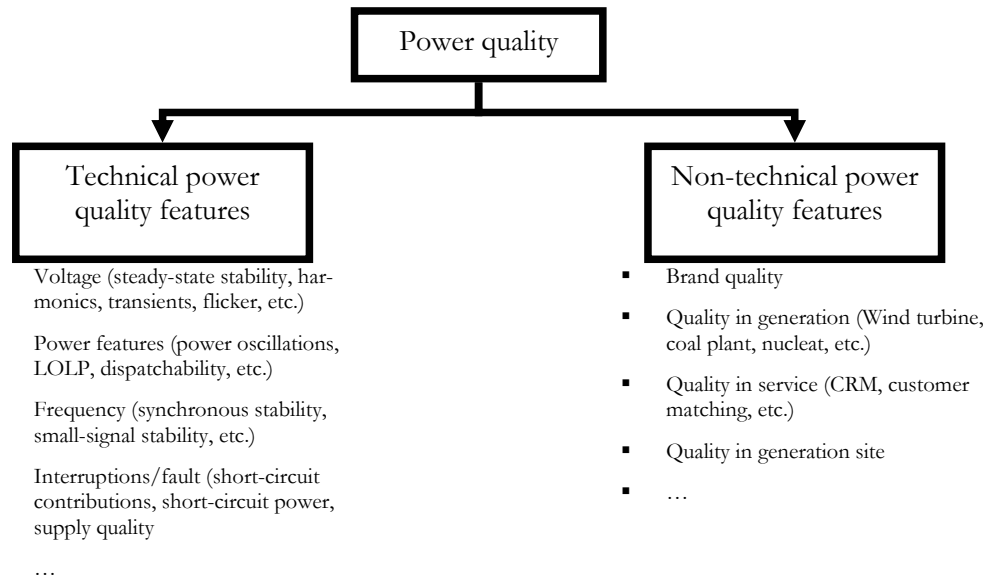 Power quality
Technical power
quality features
Voltage (steady-state stability, har-
monics, transients, flicker, etc.)
Power features (power oscillations,
LOLP, dispatchability, etc.)
Frequency (synchronous stability,
small-signal stability, etc.)
Interruptions/fault (short-circuit
contributions, short-circuit power,
supply quality
…
Non-technical power
quality features
▪ Brand quality
▪ Quality in generation (Wind turbine,
coal plant, nucleat, etc.)
▪ Quality in service (CRM, customer
matching, etc.)
▪ Quality in generation site
▪ …